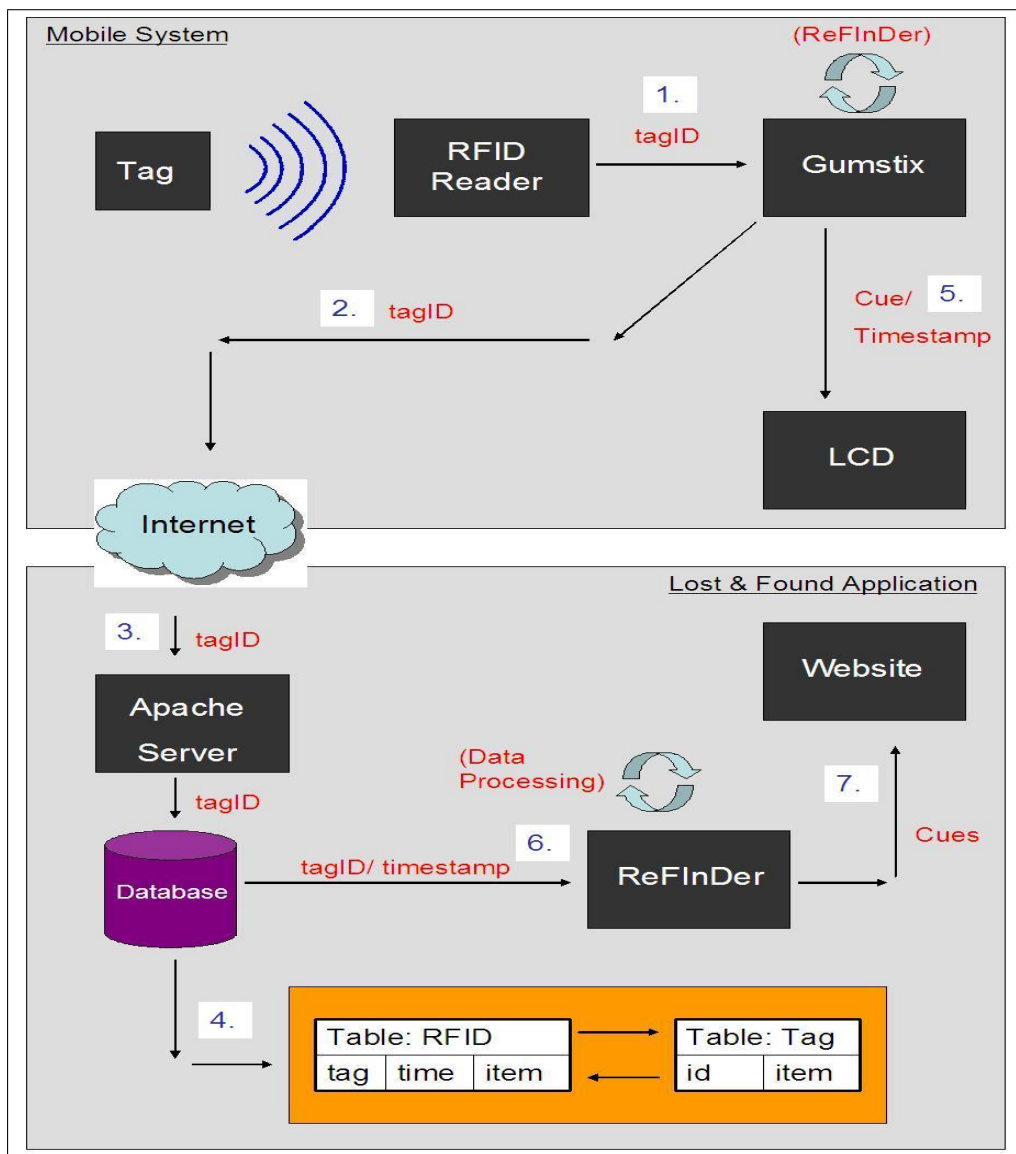 Mobile System
(ReFInDer)
1.
tagID
Tag
RFID
Reader
Gumstix
2. tagID
Cue/ 5.
Timestamp
LCD
Internet
Lost & Found Application
3. tagID
Website
Apache
Server
(Data
Processing)
7.
tagID
Cues
6.
tagID/ timestamp
ReFInDer
Database
4.
Table: RFID
tag time item
Table: Tag
id item